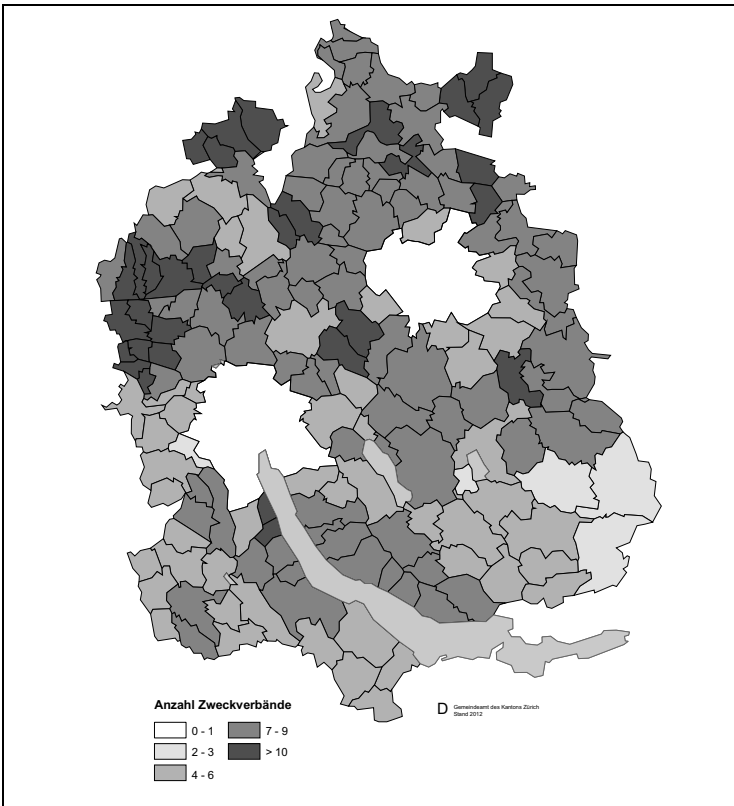 Anzahl Zweckverbände
0 - 1
2 - 3
4 - 6
7 - 9
> 10
D
Gemeindeamt des Kantons Zürich
Stand 2012